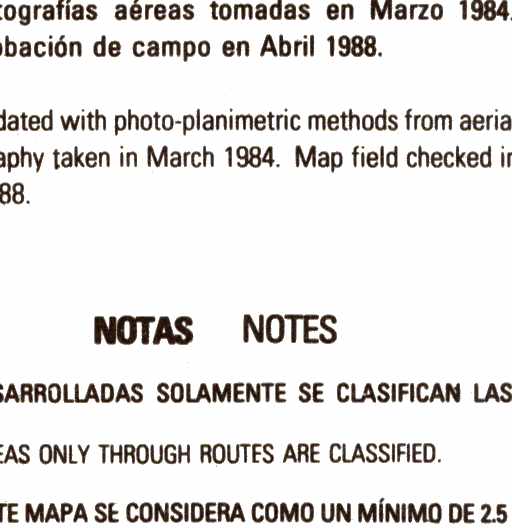 tografías aéreas tomadas en Marzo 1984.
obación de campo en Abril 1988.
dated with photo-planimetric methods from aeria
aphy taken in March 1984. Map field checked in
988.
NOTAS NOTES
SARROLLADAS SOLAMENTE SE CLASIFICAN LAS
EAS ONLY THROUGH ROUTES ARE CLASSIFIED.
TE MAPA SE CONSIDERA COMO UN MÍNIMO DE 2.5